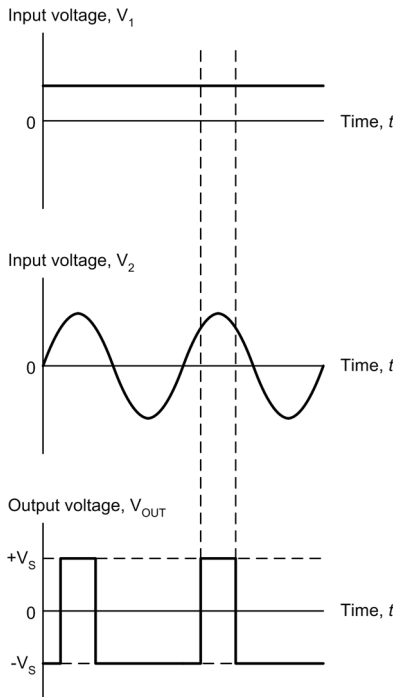 Input voltage, V1
0
Time, t
Input voltage, V2
0
Time, t
Output voltage, VOUT
+VS
0
Time, t
-VS